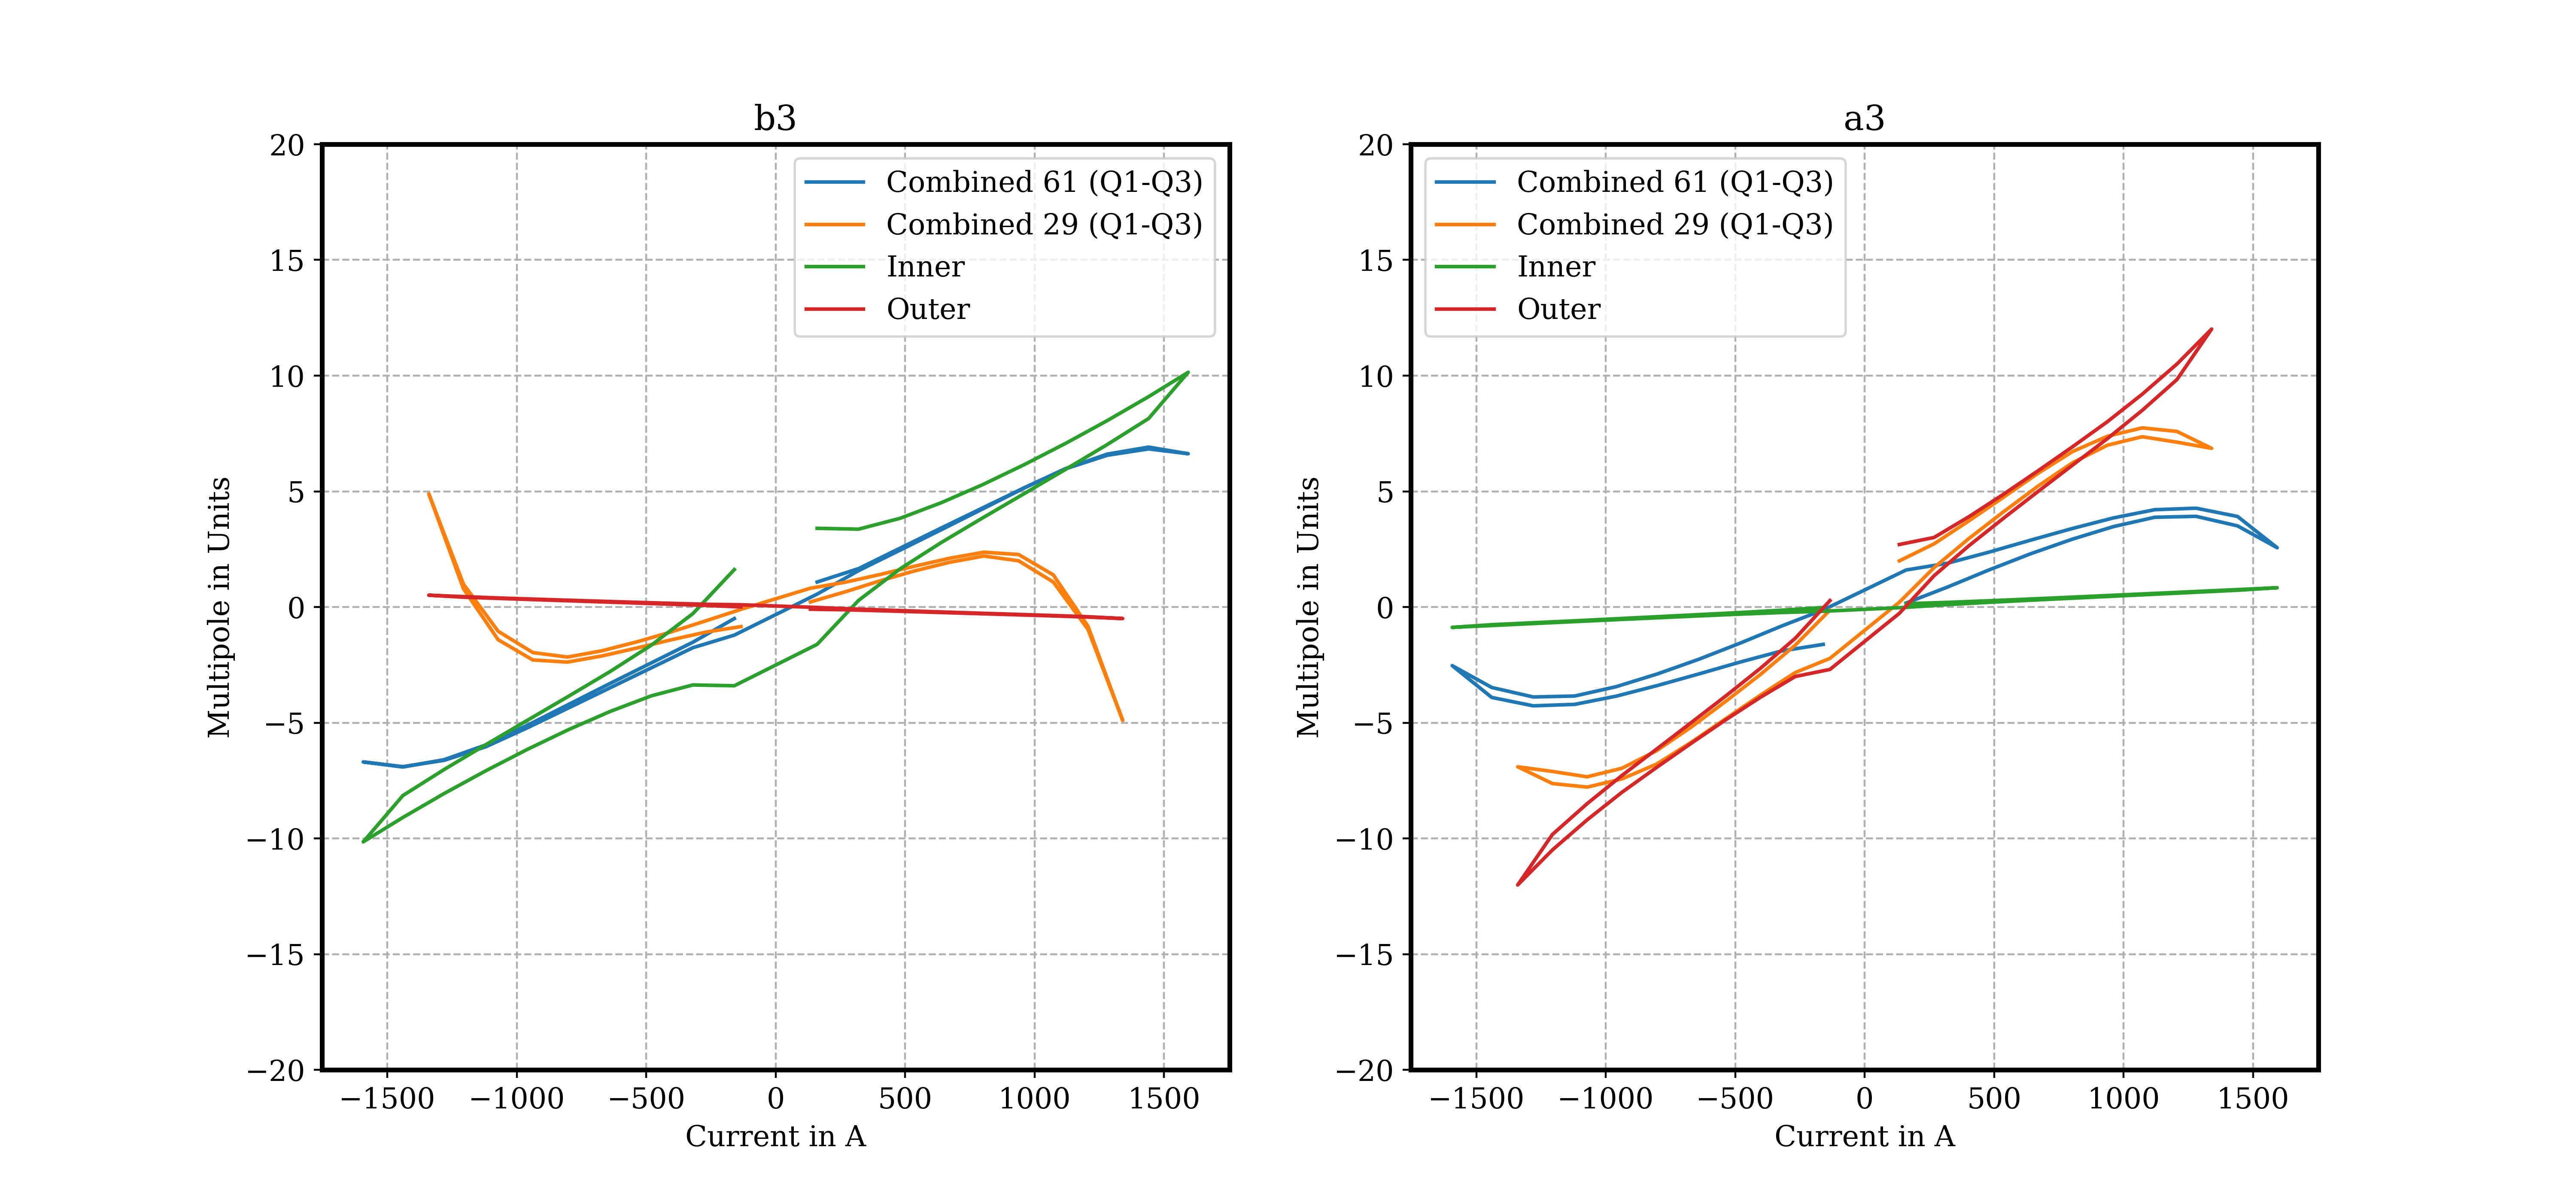 b3
20
15
10
5
0
−5
−10
−15
−20
Multipole in Units
Combined 61 (Q1-Q3)
Combined 29 (Q1-Q3)
Inner
Outer
−1500 −1000 −500 0 500 1000 1500
Current in A
a3
20
15
10
5
0
−5
−10
−15
−20
Multipole in Units
Combined 61 (Q1-Q3)
Combined 29 (Q1-Q3)
Inner
Outer
−1500 −1000 −500 0 500 1000 1500
Current in A